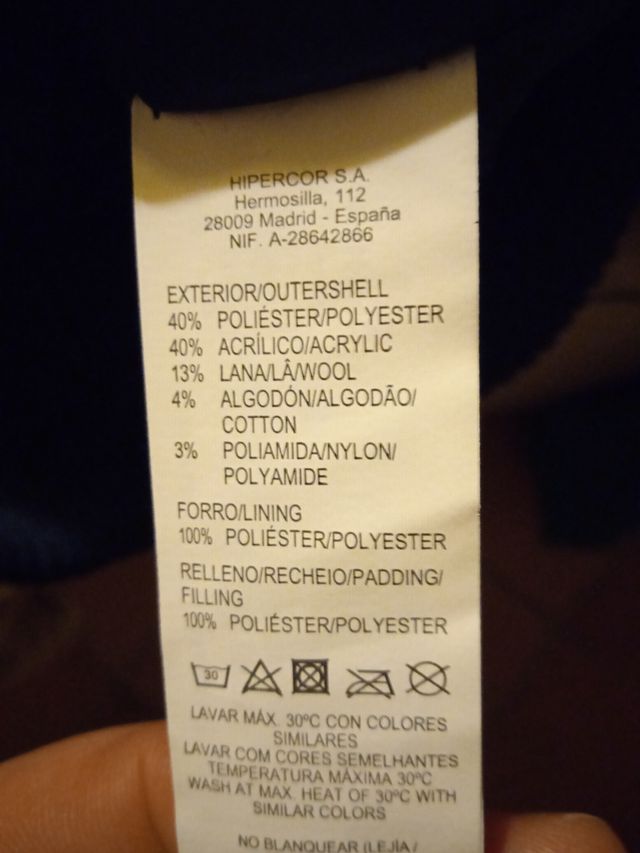 HIPERCOR S.A.
Hermosilla, 112
28009 Madrid - España
NIF. A-28642866
EXTERIOR/OUTERSHELL
40% POLIÉSTER/POLYESTER
40% ACRÍLICO/ACRYLIC
13% LANA/LÂ/WOOL
4% ALGODÓN/ALGODÃO/
COTTON
3% POLIAMIDA/NYLON/
POLYAMIDE
FORRO/LINING
100% POLIÉSTER/POLYESTER
RELLENO/RECHEIO/PADDING/
FILLING
100% POLIÉSTER/POLYESTER
30
LAVAR MÁX. 30ºC CON COLORES
SIMILARES
LAVAR COM CORES SEMELHANTES
TEMPERATURA MÁXIMA 30ºC
WASH AT MAX. HEAT OF 30ºC WITH
SIMILAR COLORS
NO BLANQUEAR (LEJÍA/